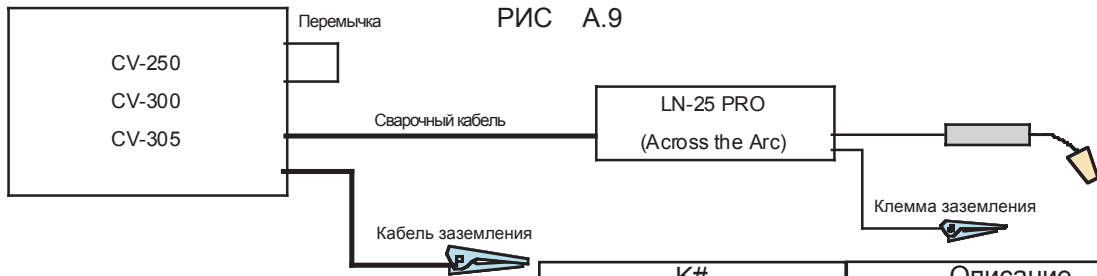 РИС А.9
Перемычка
CV-250
CV-300
CV-305
Сварочный кабель
LN-25 PRO
(Across the Arc)
Клемма заземления
Кабель заземления
K# Описание